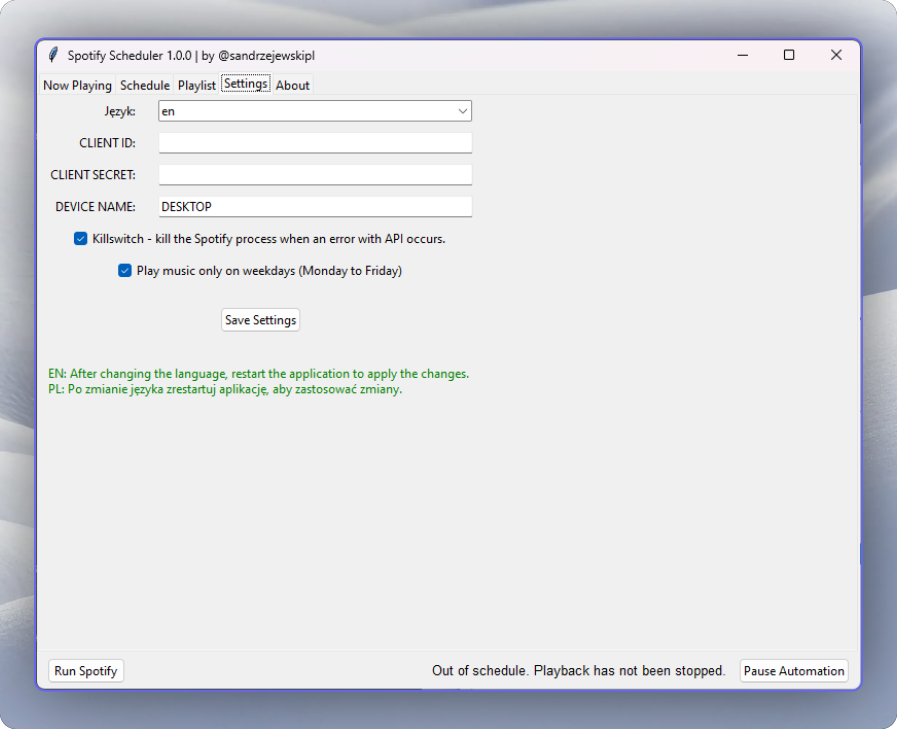 Spotify Scheduler 1.0.0 | by @sandrzejewskipl
Now Playing Schedule Playlist Settings About
Język: en
CLIENT ID:
CLIENT SECRET:
DEVICE NAME: DESKTOP
Killswitch - kill the Spotify process when an error with API occurs.
Play music only on weekdays (Monday to Friday)
Save Settings
EN: After changing the language, restart the application to apply the changes.
PL: Po zmianie języka zrestartuj aplikację, aby zastosować zmiany.
Run Spotify Out of schedule. Playback has not been stopped. Pause Automation